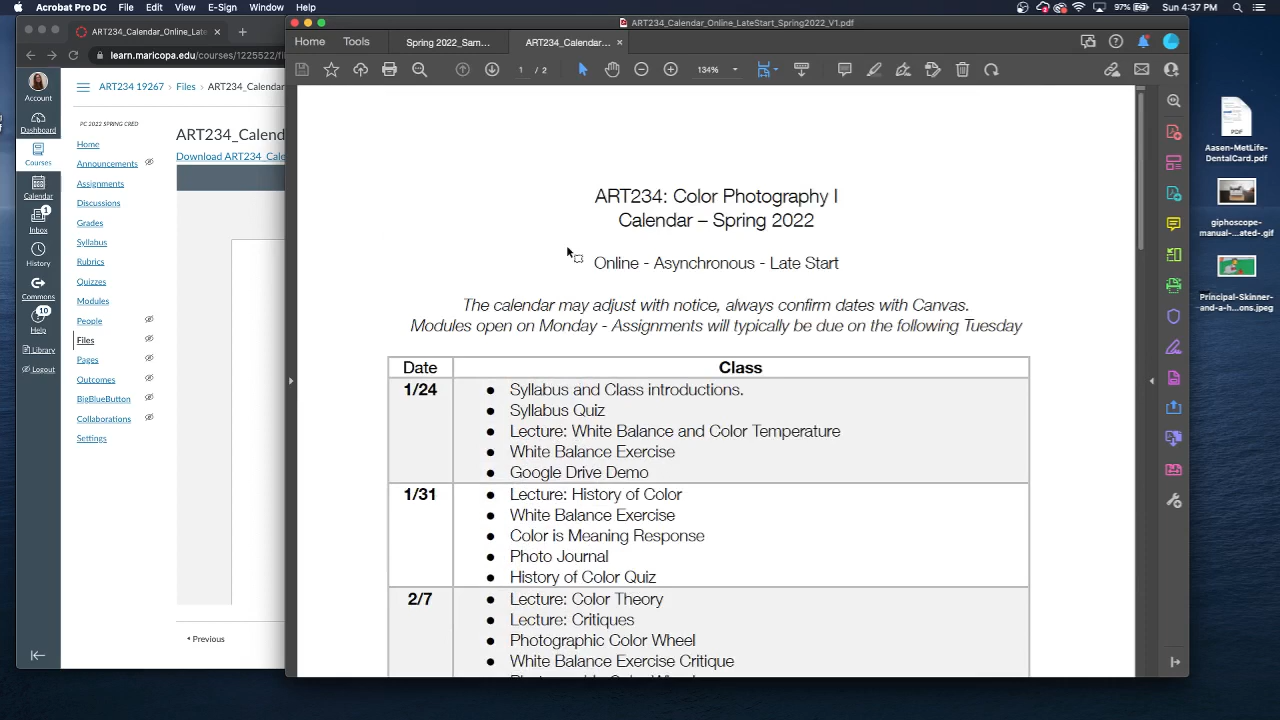 Acrobat Pro DC File Edit View E-Sign Window Help
97% Sun 5 4:37 PM
ART234_Calendar_Online_Late
learn.maricopa.edu/courses/1225522/fil
ART234 19267 Files ART234_Calendar
Account
Dashboard
Courses
Calendar
1
Inbox
History
Commons
10
Help
Library
Logout
PC 2022 SPRING CRED
Home
Announcements
Assignments
Discussions
Grades
Syllabus
Rubrics
Quizzes
Modules
People
Files
Pages
Outcomes
BigBlueButton
Collaborations
Settings
ART234_Calend
Download ART234_Cale
Previous
ART234_Calendar_Online_LateStart_Spring2022_V1.pdf
Home Tools Spring 2022_Sam... ART234_Calendar...
1 / 2 134%
ART234: Color Photography I
Calendar – Spring 2022
Online - Asynchronous - Late Start
The calendar may adjust with notice, always confirm dates with Canvas.
Modules open on Monday - Assignments will typically be due on the following Tuesday
Date Class
1/24 ● Syllabus and Class introductions.
● Syllabus Quiz
● Lecture: White Balance and Color Temperature
● White Balance Exercise
● Google Drive Demo
1/31 ● Lecture: History of Color
● White Balance Exercise
● Color is Meaning Response
● Photo Journal
● History of Color Quiz
2/7 ● Lecture: Color Theory
● Lecture: Critiques
● Photographic Color Wheel
● White Balance Exercise Critique
PDF
Aasen-MetLife-
DentalCard.pdf
giphoscope-
manual-...ated-.gif
Principal-Skinner-
and-a-h...ons.jpeg